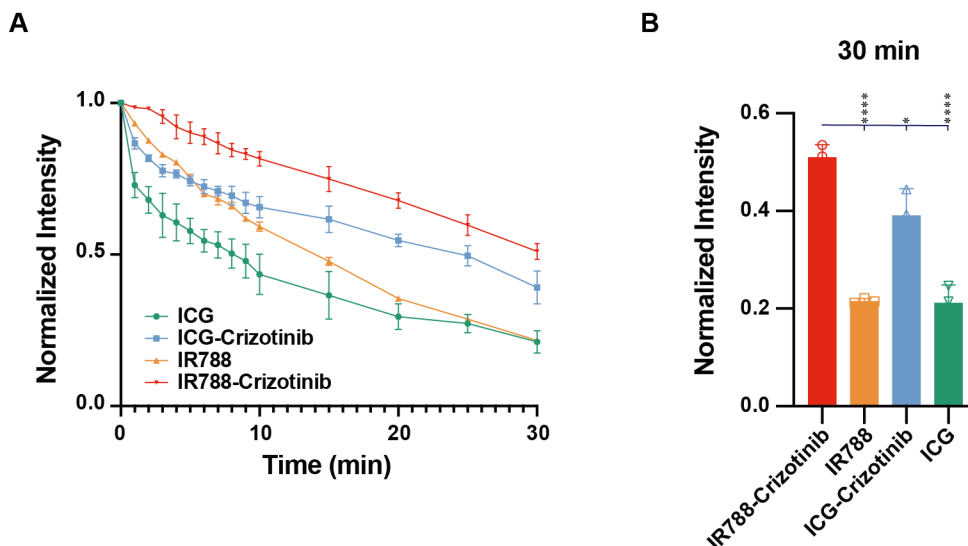 A
Normalized Intensity
1.0
0.5
0.0
ICG
ICG-Crizotinib
IR788
IR788-Crizotinib
0 10 20 30
Time (min)
B
30 min
Normalized Intensity
0.6
0.4
0.2
0.0
**** * ****
IR788-Crizotinib
IR788
ICG-Crizotinib
ICG